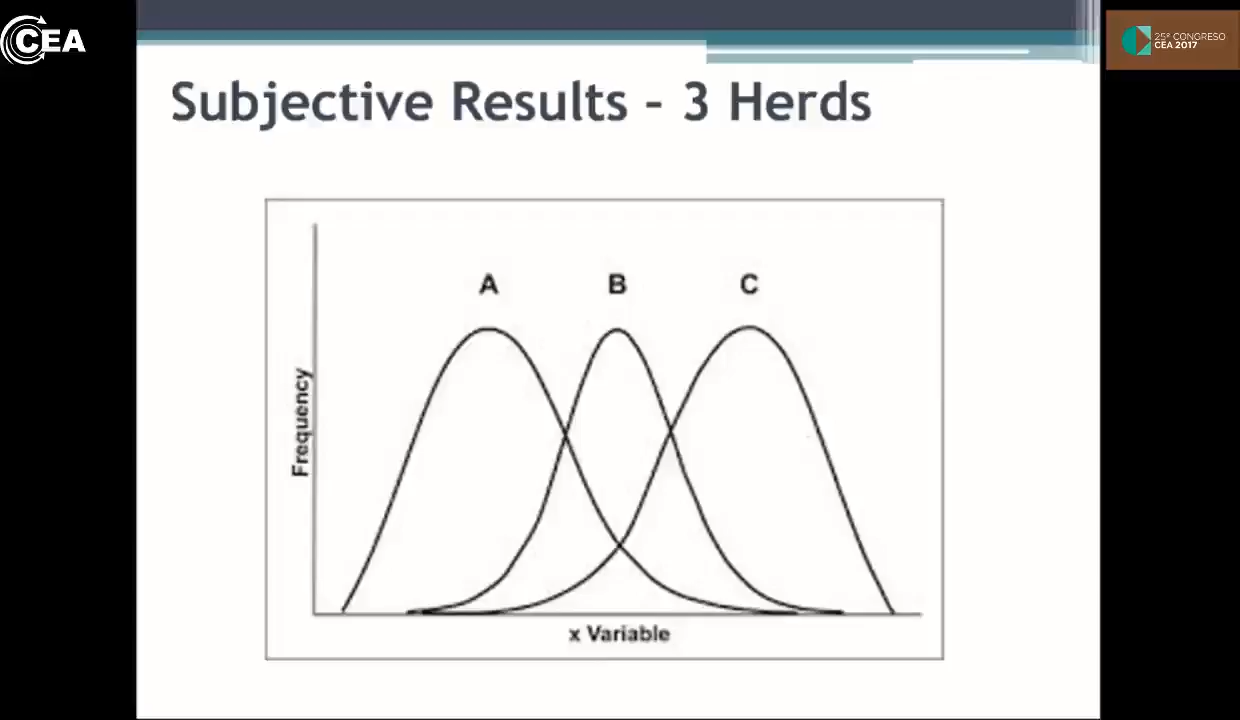 CEA
25º CONGRESO
CEA 2017
Subjective Results – 3 Herds
A B C
Frequency
x Variable